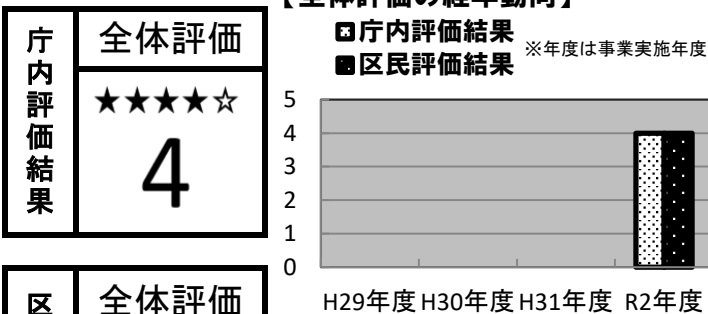 庁内評価結果
全体評価
★★★★☆
4
【全体評価の経年動向】
庁内評価結果
区民評価結果
※年度は事業実施年度
5
4
3
2
1
0
H29年度 H30年度 H31年度 R2年度
区
全体評価